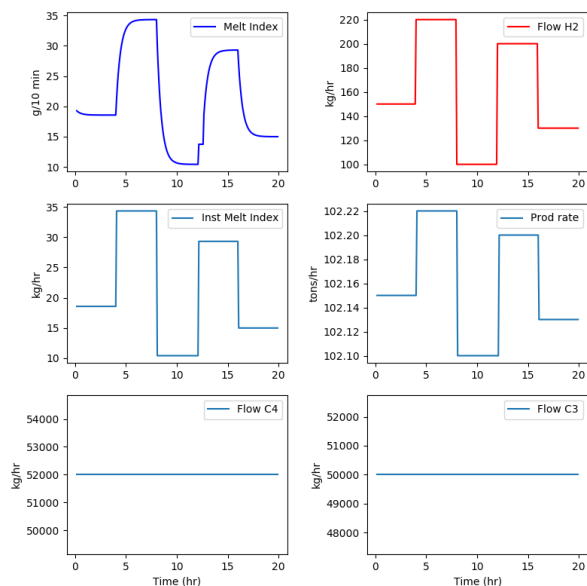 Melt Index
g/10 min
35
30
25
20
15
10
0 5 10 15 20
Flow H2
kg/hr
220
200
180
160
140
120
100
0 5 10 15 20
Inst Melt Index
kg/hr
35
30
25
20
15
10
0 5 10 15 20
Prod rate
tons/hr
102.22
102.20
102.18
102.16
102.14
102.12
102.10
0 5 10 15 20
Flow C4
kg/hr
54000
53000
52000
51000
50000
0 5 10 15 20
Time (hr)
Flow C3
kg/hr
52000
51000
50000
49000
48000
0 5 10 15 20
Time (hr)